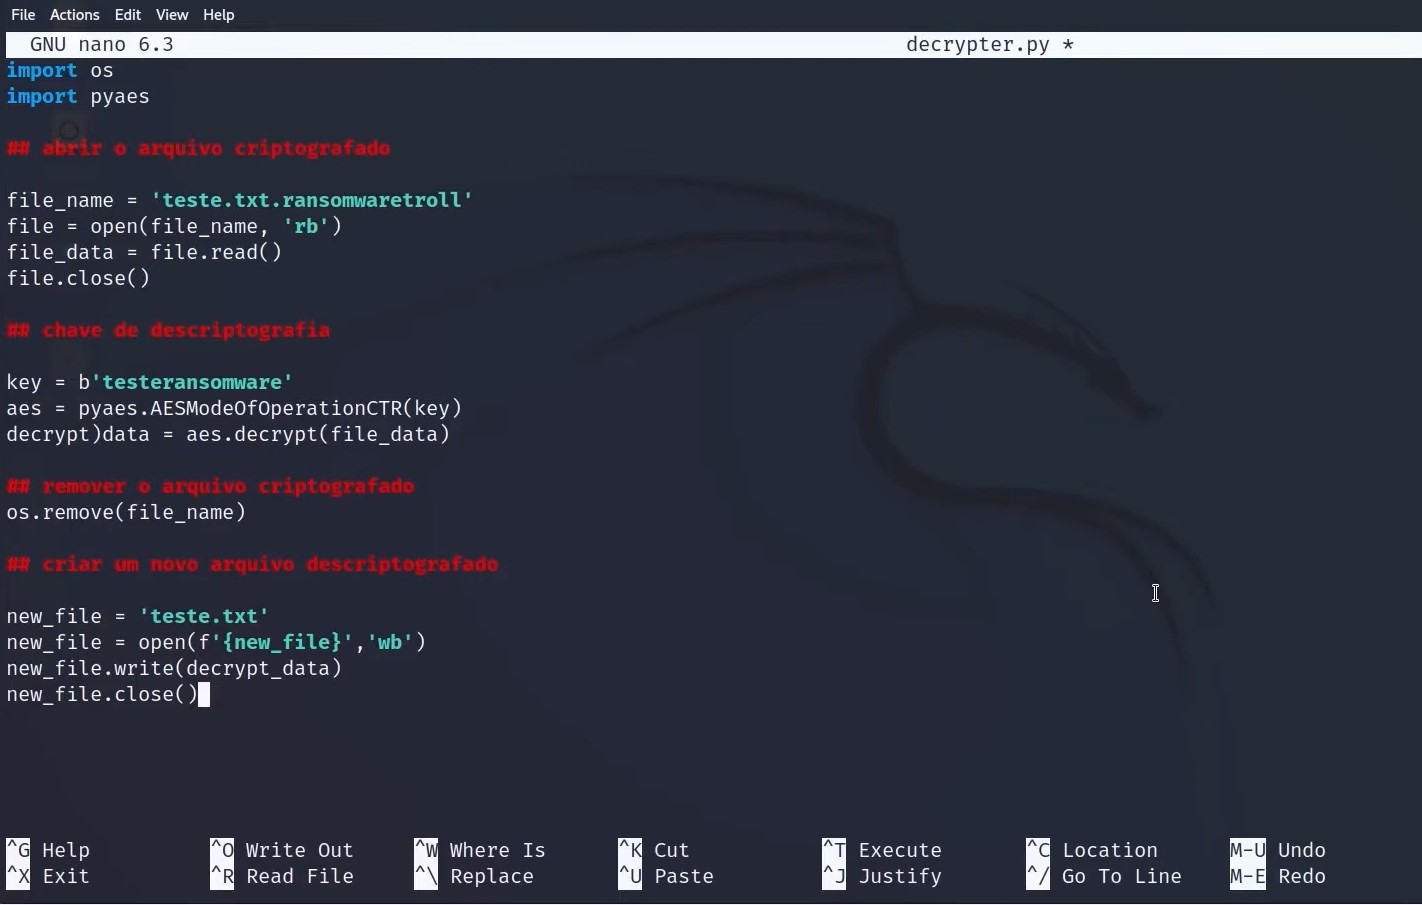 File Actions Edit View Help
GNU nano 6.3 decrypter.py *
import os
import pyaes
## abrir o arquivo criptografado
file_name = 'teste.txt.ransomwaretroll'
file = open(file_name, 'rb')
file_data = file.read()
file.close()
## chave de descriptografia
key = b'testeransomware'
aes = pyaes.AESModeOfOperationCTR(key)
decrypt)data = aes.decrypt(file_data)
## remover o arquivo criptografado
os.remove(file_name)
## criar um novo arquivo descriptografado
new_file = 'teste.txt'
new_file = open(f'{new_file}','wb')
new_file.write(decrypt_data)
new_file.close()
^G Help ^O Write Out ^W Where Is ^K Cut ^T Execute ^C Location M-U Undo
^X Exit ^R Read File ^\ Replace ^U Paste ^J Justify ^/ Go To Line M-E Redo